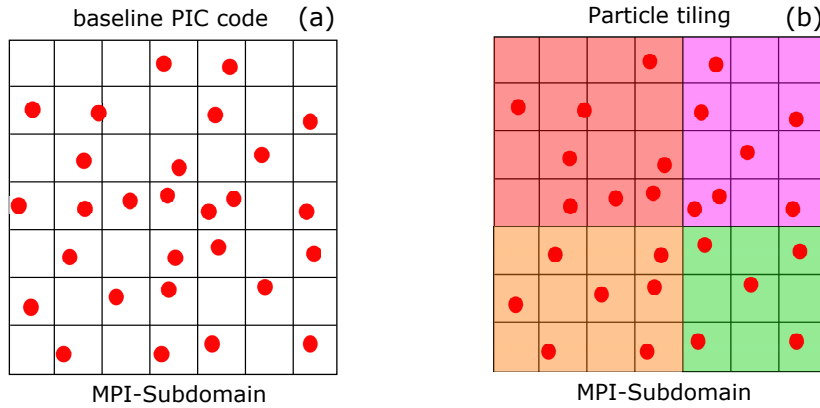 baseline PIC code (a)
MPI-Subdomain
Particle tiling (b)
MPI-Subdomain